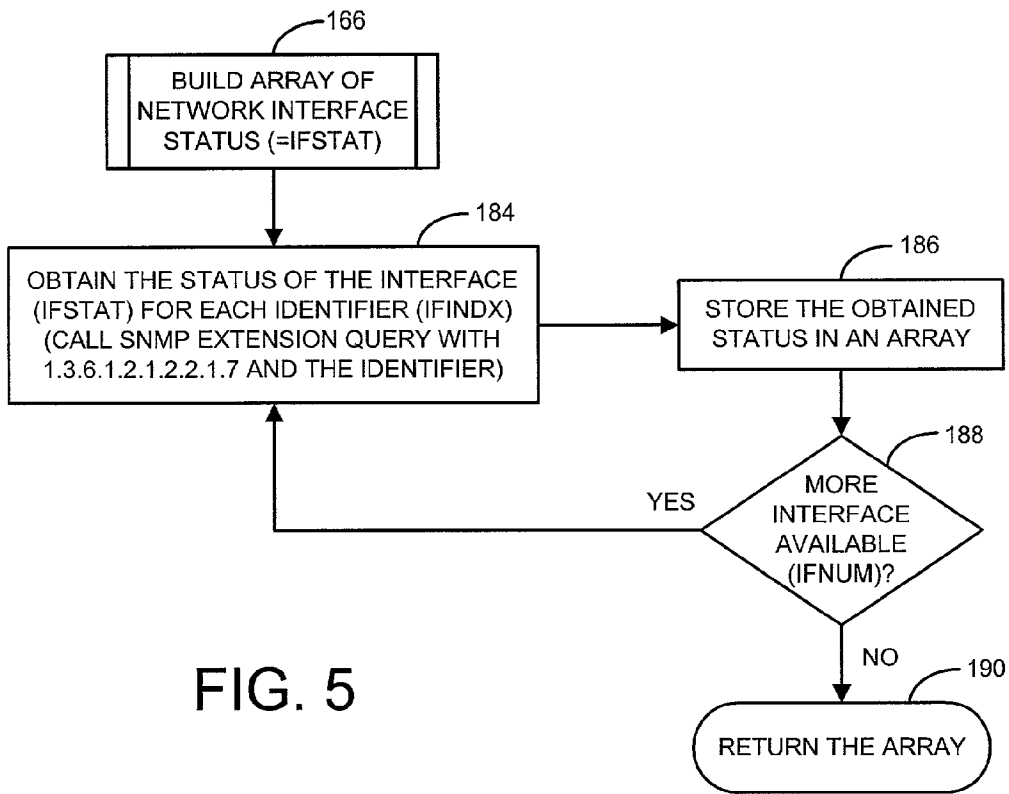 166
BUILD ARRAY OF
NETWORK INTERFACE
STATUS (=IFSTAT)
184
OBTAIN THE STATUS OF THE INTERFACE
(IFSTAT) FOR EACH IDENTIFIER (IFINDX)
(CALL SNMP EXTENSION QUERY WITH
1.3.6.1.2.1.2.2.1.7 AND THE IDENTIFIER)
186
STORE THE OBTAINED
STATUS IN AN ARRAY
188
MORE
INTERFACE
AVAILABLE
(IFNUM)?
YES
NO
190
RETURN THE ARRAY
FIG. 5